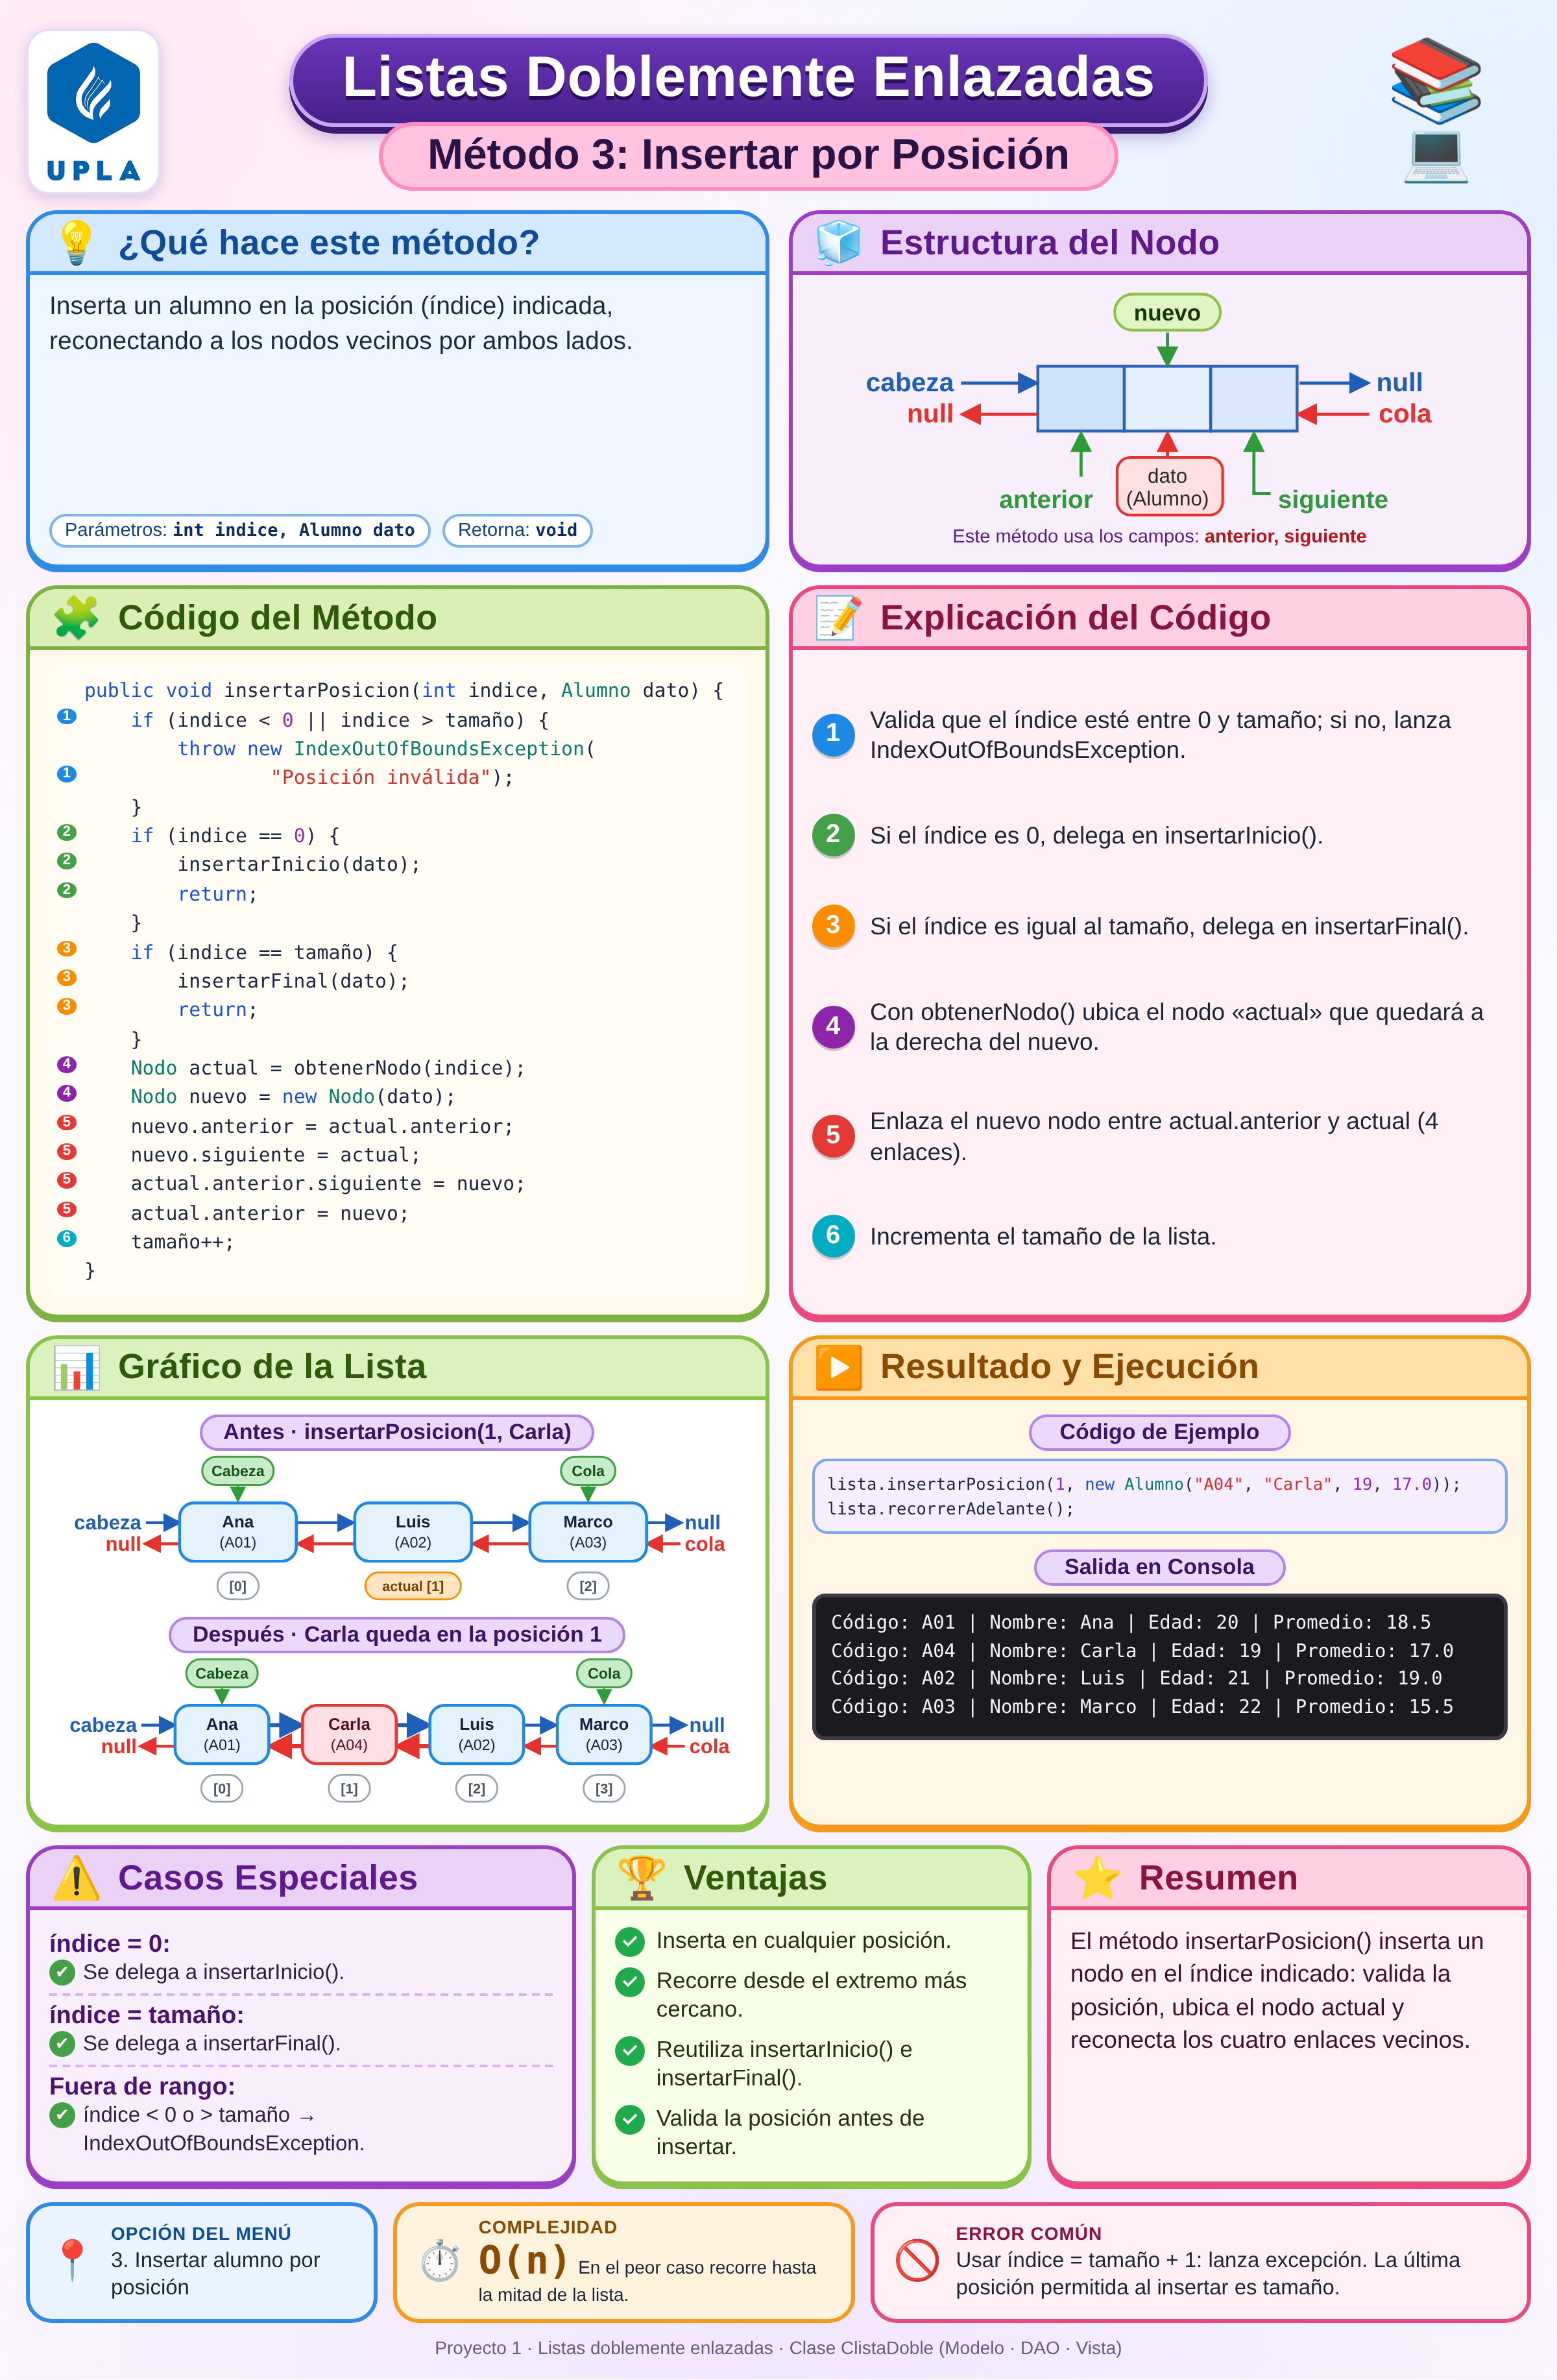 UPLA
Listas Doblemente Enlazadas
Método 3: Insertar por Posición
¿Qué hace este método?
Inserta un alumno en la posición (índice) indicada,
reconectando a los nodos vecinos por ambos lados.
Parámetros: int indice, Alumno dato
Retorna: void
Estructura del Nodo
nuevo
cabeza
null
null
cola
anterior
dato
(Alumno)
siguiente
Este método usa los campos: anterior, siguiente
Código del Método
public void insertarPosicion(int indice, Alumno dato) {
1 if (indice < 0 || indice > tamaño) {
throw new IndexOutOfBoundsException(
1 "Posición inválida");
}
2 if (indice == 0) {
2 insertarInicio(dato);
2 return;
}
3 if (indice == tamaño) {
3 insertarFinal(dato);
3 return;
}
4 Nodo actual = obtenerNodo(indice);
4 Nodo nuevo = new Nodo(dato);
5 nuevo.anterior = actual.anterior;
5 nuevo.siguiente = actual;
5 actual.anterior.siguiente = nuevo;
5 actual.anterior = nuevo;
6 tamaño++;
}
Explicación del Código
1 Valida que el índice esté entre 0 y tamaño; si no, lanza
IndexOutOfBoundsException.
2 Si el índice es 0, delega en insertarInicio().
3 Si el índice es igual al tamaño, delega en insertarFinal().
4 Con obtenerNodo() ubica el nodo «actual» que quedará a
la derecha del nuevo.
5 Enlaza el nuevo nodo entre actual.anterior y actual (4
enlaces).
6 Incrementa el tamaño de la lista.
Gráfico de la Lista
Antes · insertarPosicion(1, Carla)
Cabeza
Cola
cabeza
null
Ana
(A01)
Luis
(A02)
Marco
(A03)
null
cola
[0]
actual [1]
[2]
Después · Carla queda en la posición 1
Cabeza
Cola
cabeza
null
Ana
(A01)
Carla
(A04)
Luis
(A02)
Marco
(A03)
null
cola
[0]
[1]
[2]
[3]
Resultado y Ejecución
Código de Ejemplo
lista.insertarPosicion(1, new Alumno("A04", "Carla", 19, 17.0));
lista.recorrerAdelante();
Salida en Consola
Código: A01 | Nombre: Ana | Edad: 20 | Promedio: 18.5
Código: A04 | Nombre: Carla | Edad: 19 | Promedio: 17.0
Código: A02 | Nombre: Luis | Edad: 21 | Promedio: 19.0
Código: A03 | Nombre: Marco | Edad: 22 | Promedio: 15.5
Casos Especiales
índice = 0:
Se delega a insertarInicio().
índice = tamaño:
Se delega a insertarFinal().
Fuera de rango:
índice < 0 o > tamaño →
IndexOutOfBoundsException.
Ventajas
Inserta en cualquier posición.
Recorre desde el extremo más
cercano.
Reutiliza insertarInicio() e
insertarFinal().
Valida la posición antes de
insertar.
Resumen
El método insertarPosicion() inserta un
nodo en el índice indicado: valida la
posición, ubica el nodo actual y
reconecta los cuatro enlaces vecinos.
OPCIÓN DEL MENÚ
3. Insertar alumno por
posición
COMPLEJIDAD
O(n) En el peor caso recorre hasta
la mitad de la lista.
ERROR COMÚN
Usar índice = tamaño + 1: lanza excepción. La última
posición permitida al insertar es tamaño.
Proyecto 1 · Listas doblemente enlazadas · Clase ClistaDoble (Modelo · DAO · Vista)